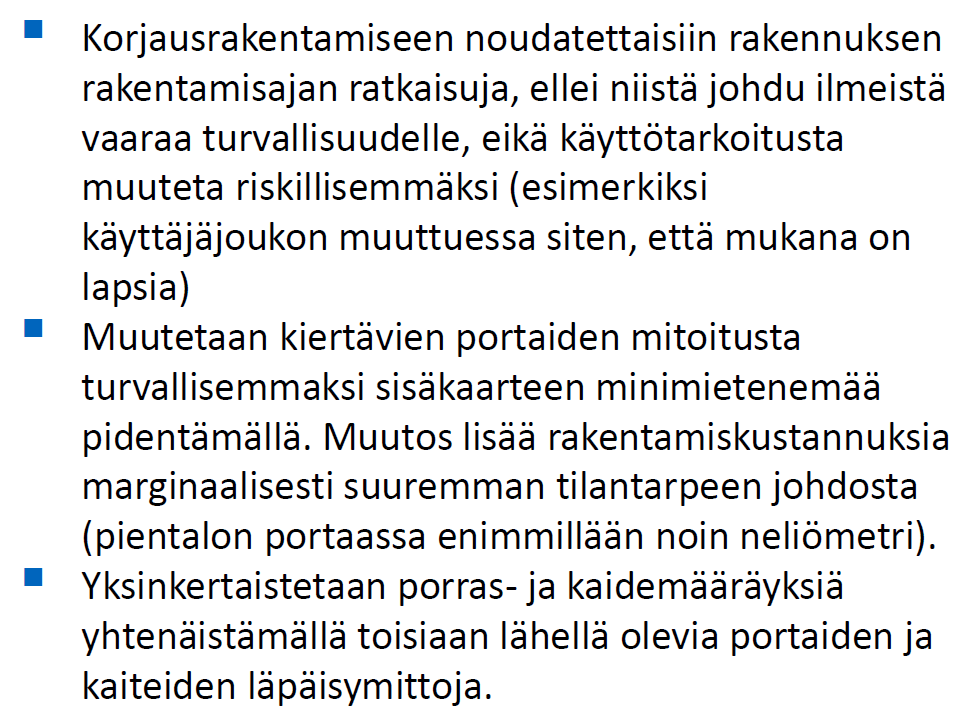 Korjausrakentamiseen noudatettaisiin rakennuksen
rakentamisajan ratkaisuja, ellei niistä johdu ilmeistä
vaaraa turvallisuudelle, eikä käyttötarkoitusta
muuteta riskillisemmäksi (esimerkiksi
käyttäjäjoukon muuttuessa siten, että mukana on
lapsia)
Muutetaan kiertävien portaiden mitoitusta
turvallisemmaksi sisäkaarteen minimietenemää
pidentämällä. Muutos lisää rakentamiskustannuksia
marginaalisesti suuremman tilantarpeen johdosta
(pientalon portaassa enimmillään noin neliömetri).
Yksinkertaistetaan porras- ja kaidemääräyksiä
yhtenäistämällä toisiaan lähellä olevia portaiden ja
kaiteiden läpäisymittoja.